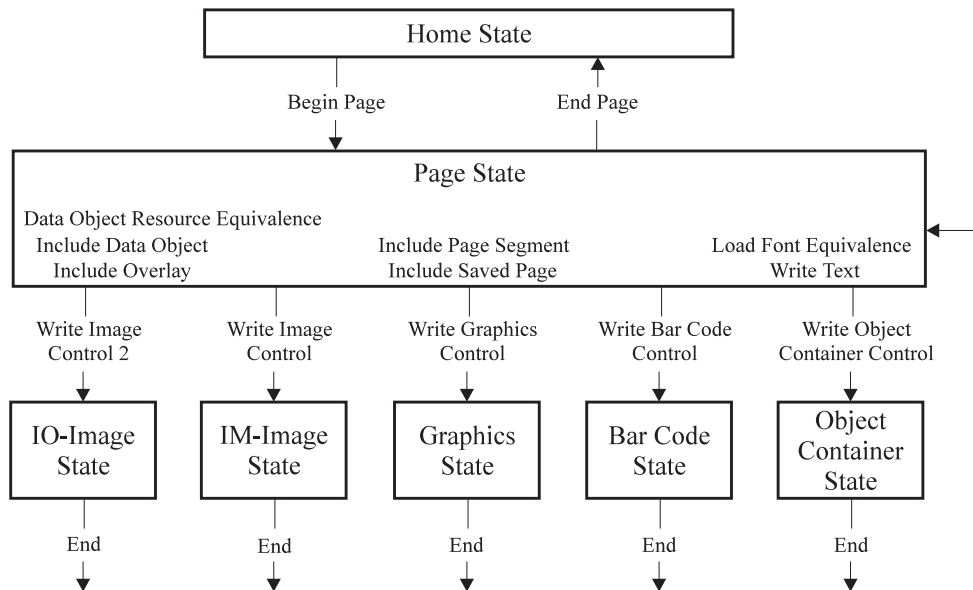 Home State
Begin Page
End Page
Page State
Data Object Resource Equivalence
Include Data Object
Include Overlay
Include Page Segment
Include Saved Page
Load Font Equivalence
Write Text
Write Image
Control 2
Write Image
Control
Write Graphics
Control
Write Bar Code
Control
Write Object
Container Control
IO-Image
State
IM-Image
State
Graphics
State
Bar Code
State
Object
Container
State
End
End
End
End
End